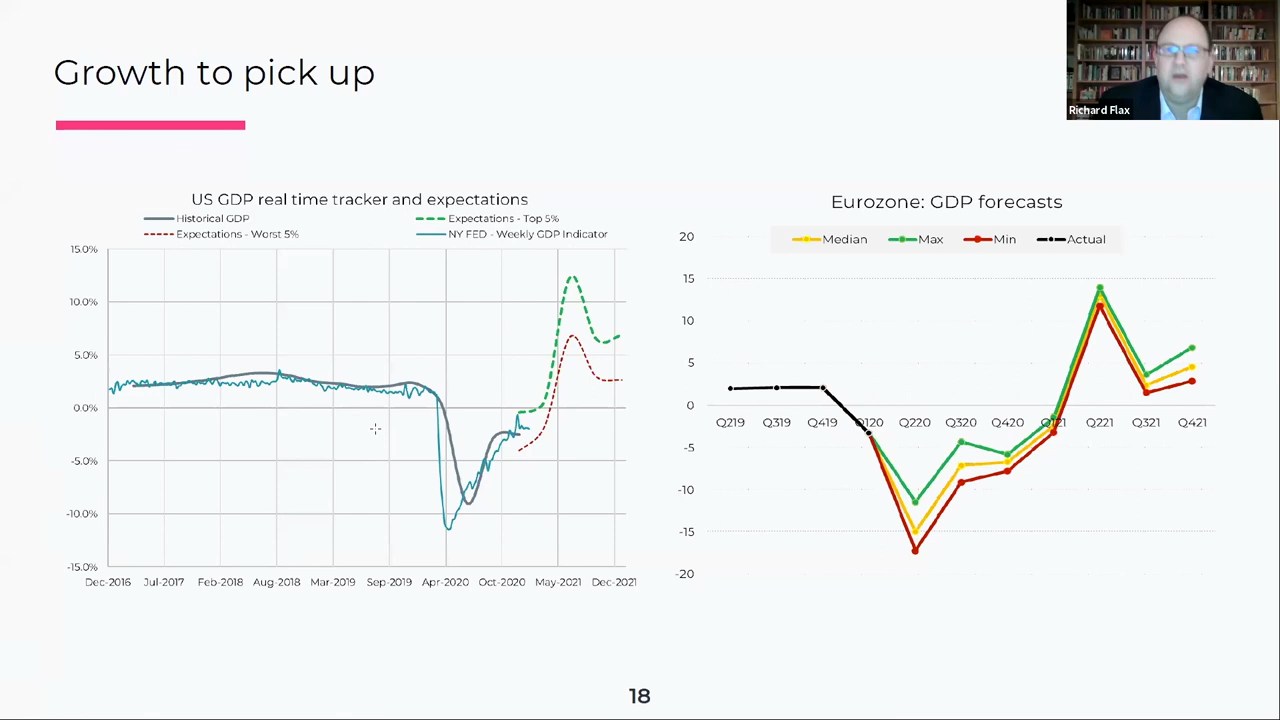 Growth to pick up
Richard Flax
US GDP real time tracker and expectations
Historical GDP
Expectations - Top 5%
Expectations - Worst 5%
NY FED - Weekly GDP Indicator
15.0%
10.0%
5.0%
0.0%
-5.0%
-10.0%
-15.0%
Dec-2016 Jul-2017 Feb-2018 Aug-2018 Mar-2019 Sep-2019 Apr-2020 Oct-2020 May-2021 Dec-2021
Eurozone: GDP forecasts
Median Max Min Actual
20
15
10
5
0
-5
-10
-15
-20
Q219 Q319 Q419 Q120 Q220 Q320 Q420 Q121 Q221 Q321 Q421
18